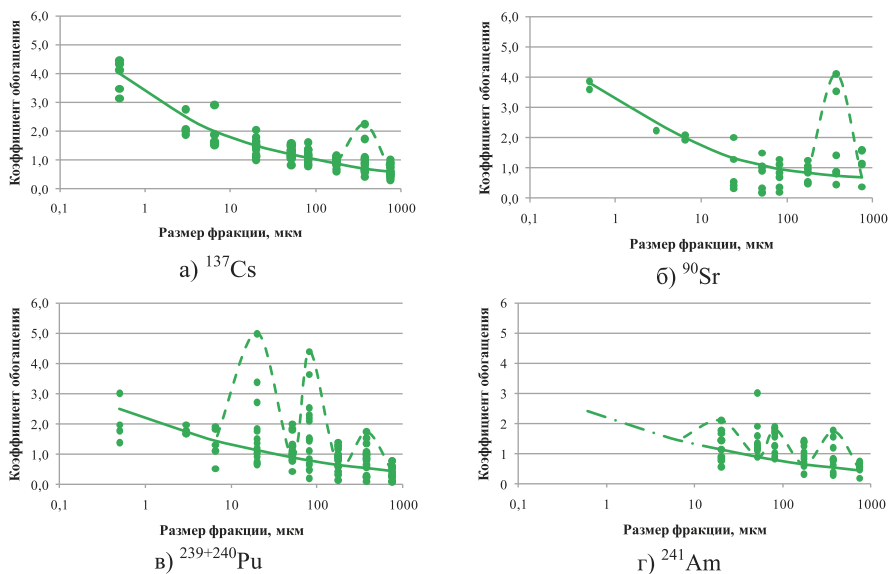 Коэффициент обогащения
6,0
5,0
4,0
3,0
2,0
1,0
0,0
0,1 1 10 100 1000
Размер фракции, мкм
а) ¹³⁷Cs
Коэффициент обогащения
6,0
5,0
4,0
3,0
2,0
1,0
0,0
0,1 1 10 100 1000
Размер фракции, мкм
б) ⁹⁰Sr
Коэффициент обогащения
6,0
5,0
4,0
3,0
2,0
1,0
0,0
0,1 1 10 100 1000
Размер фракции, мкм
в) ²³⁹⁺²⁴⁰Pu
Коэффициент обогащения
6
5
4
3
2
1
0
0,1 1 10 100 1000
Размер фракции, мкм
г) ²⁴¹Am